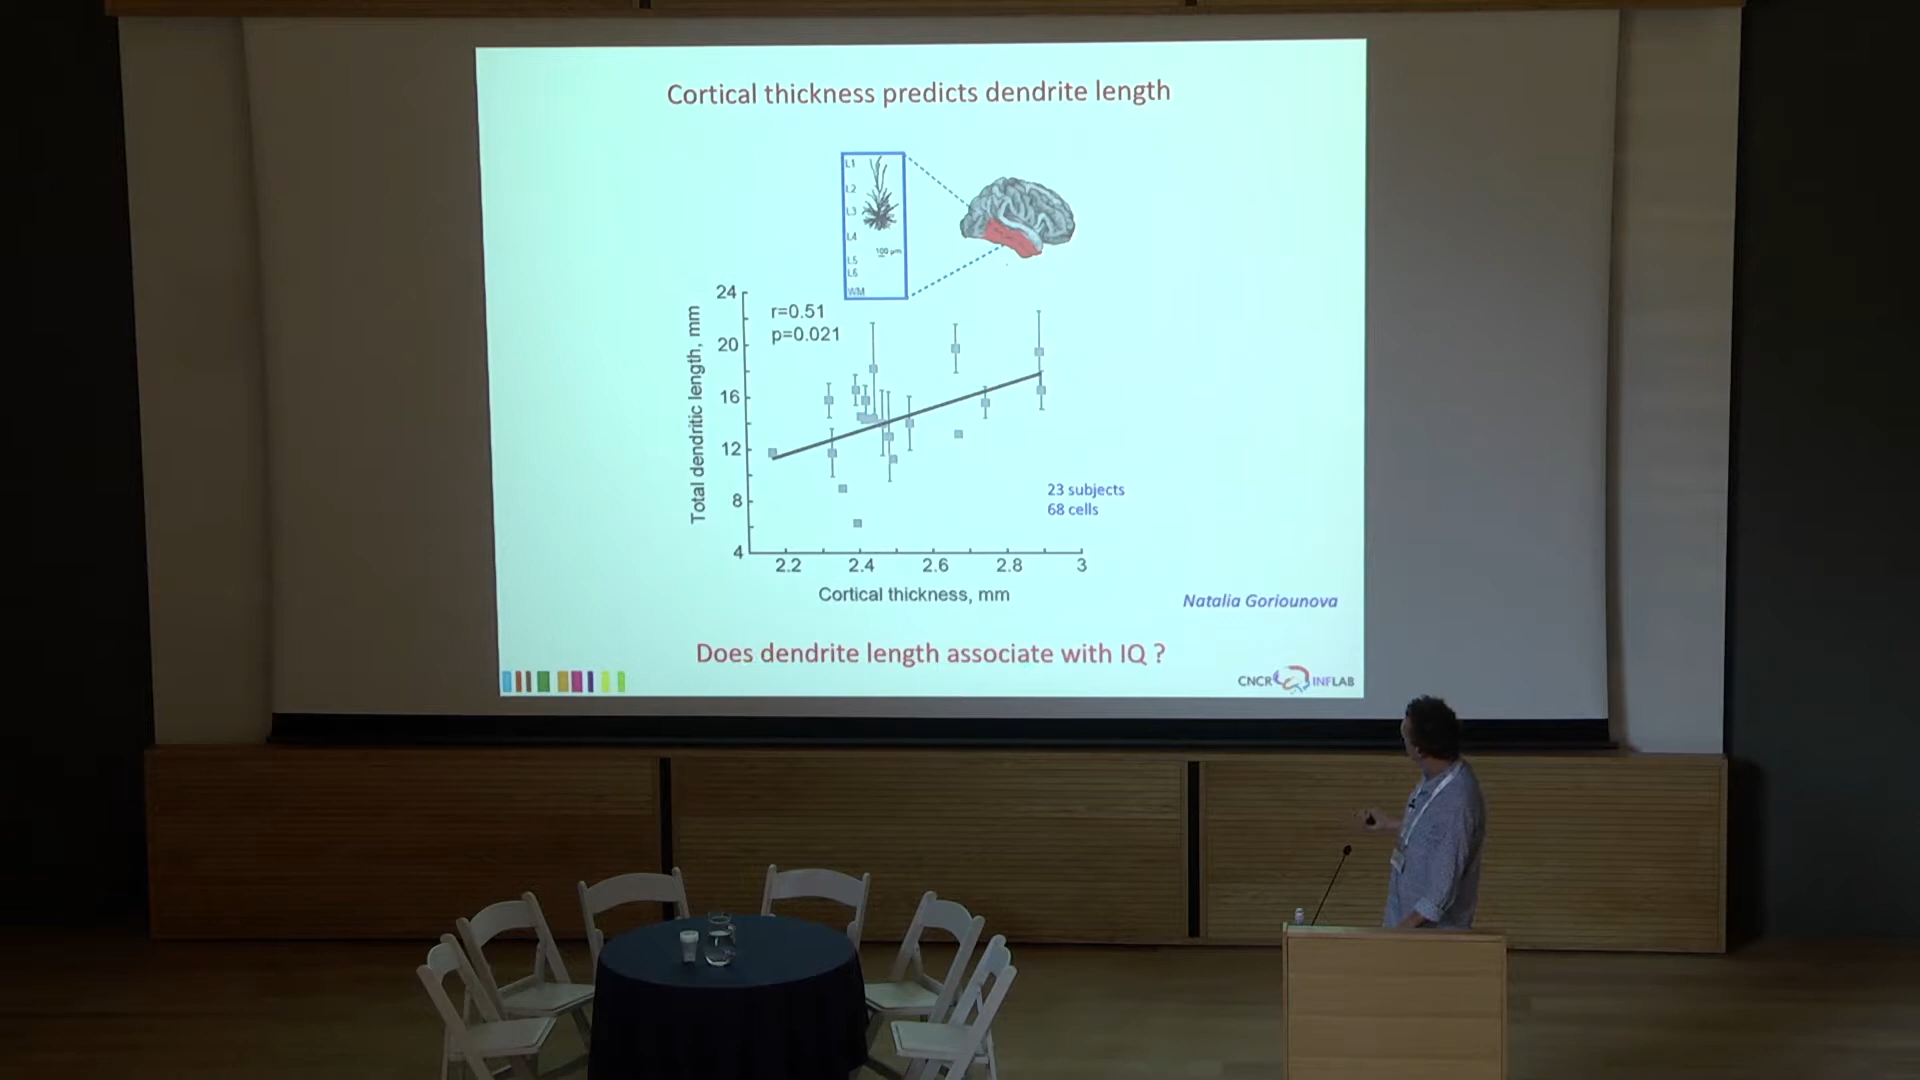 Cortical thickness predicts dendrite length
L1
L2
L3
L4
100 µm
L5
L6
WM
24
20
16
12
8
4
r=0.51
p=0.021
Total dendritic length, mm
23 subjects
68 cells
2.2 2.4 2.6 2.8 3
Cortical thickness, mm
Natalia Goriounova
Does dendrite length associate with IQ ?
CNCR INFLAB